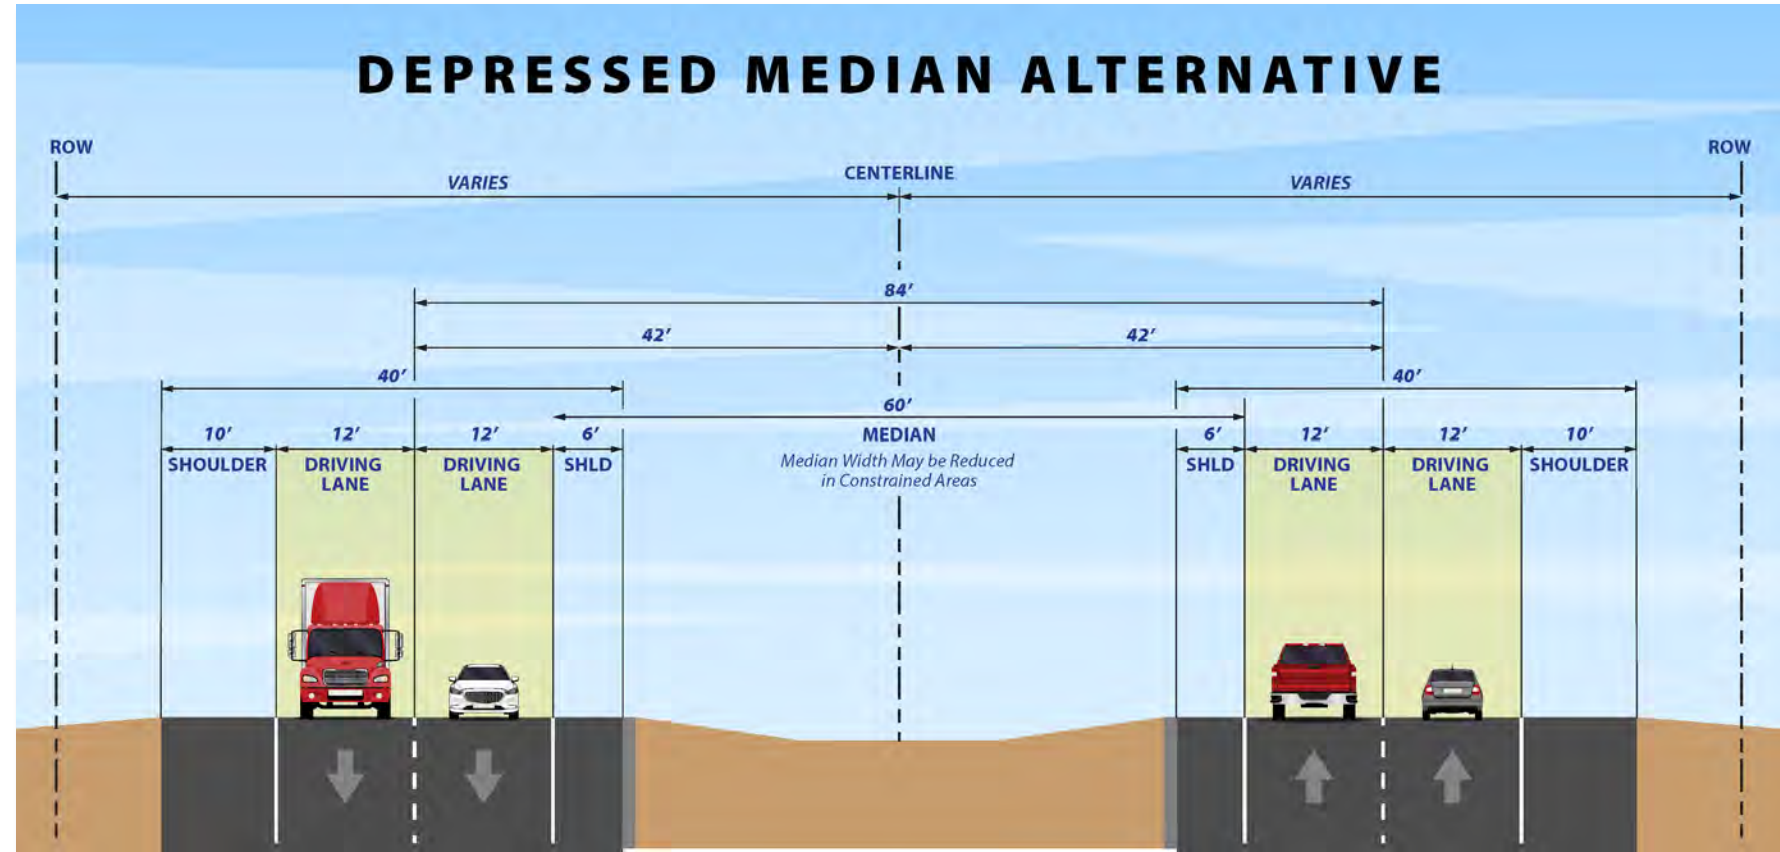 DEPRESSED MEDIAN ALTERNATIVE
ROW
ROW
CENTERLINE
VARIES
VARIES
84'
42'
42'
40'
40'
60'
MEDIAN
Median Width May be Reduced
in Constrained Areas
10'
SHOULDER
12'
DRIVING
LANE
12'
DRIVING
LANE
6'
SHLD
6'
SHLD
12'
DRIVING
LANE
12'
DRIVING
LANE
10'
SHOULDER